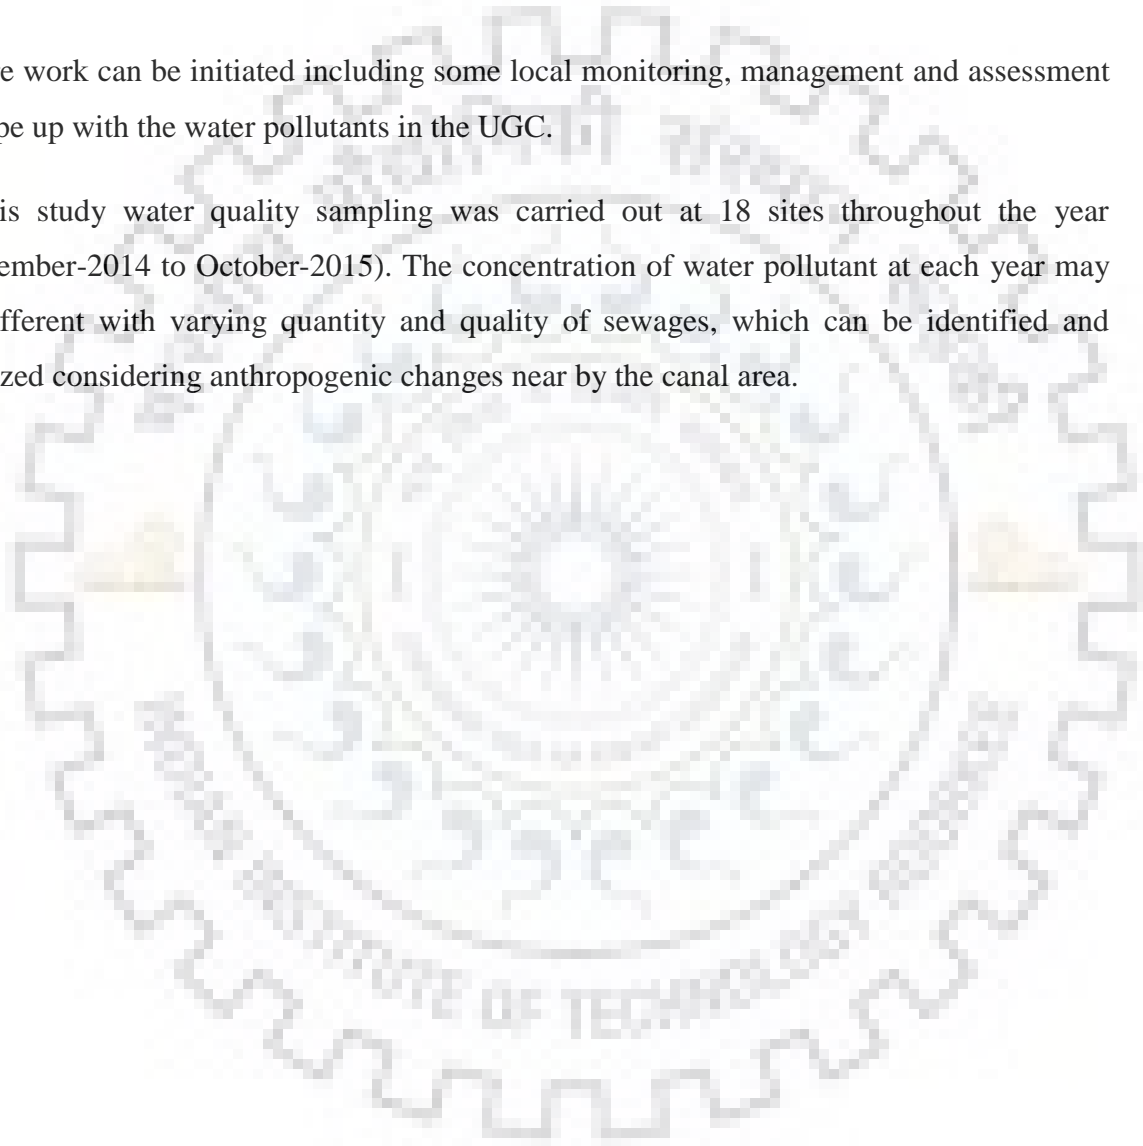 e work can be initiated including some local monitoring, management and assessment
pe up with the water pollutants in the UGC.
is study water quality sampling was carried out at 18 sites throughout the year
ember-2014 to October-2015). The concentration of water pollutant at each year may
fferent with varying quantity and quality of sewages, which can be identified and
zed considering anthropogenic changes near by the canal area.
INSTITUTE OF TECHNOLOGY